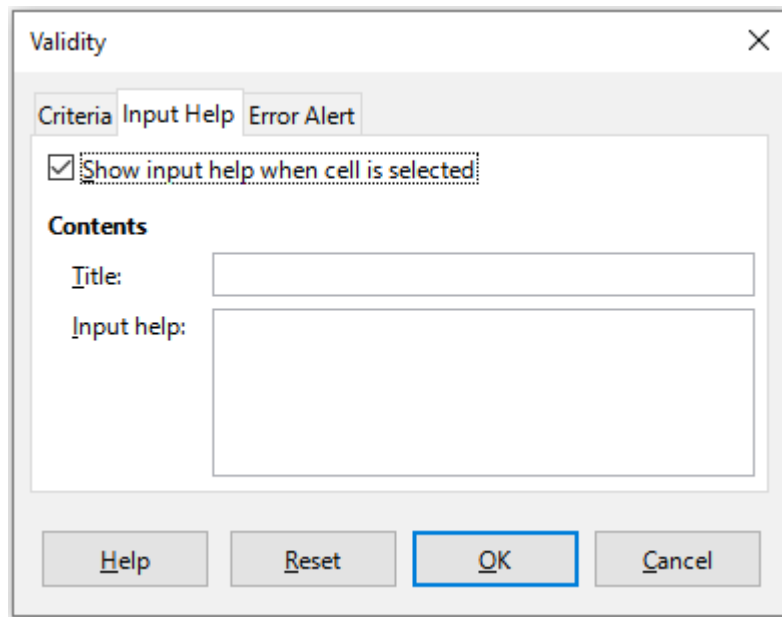 Validity
Criteria Input Help Error Alert
Show input help when cell is selected
Contents
Title:
Input help:
Help Reset OK Cancel